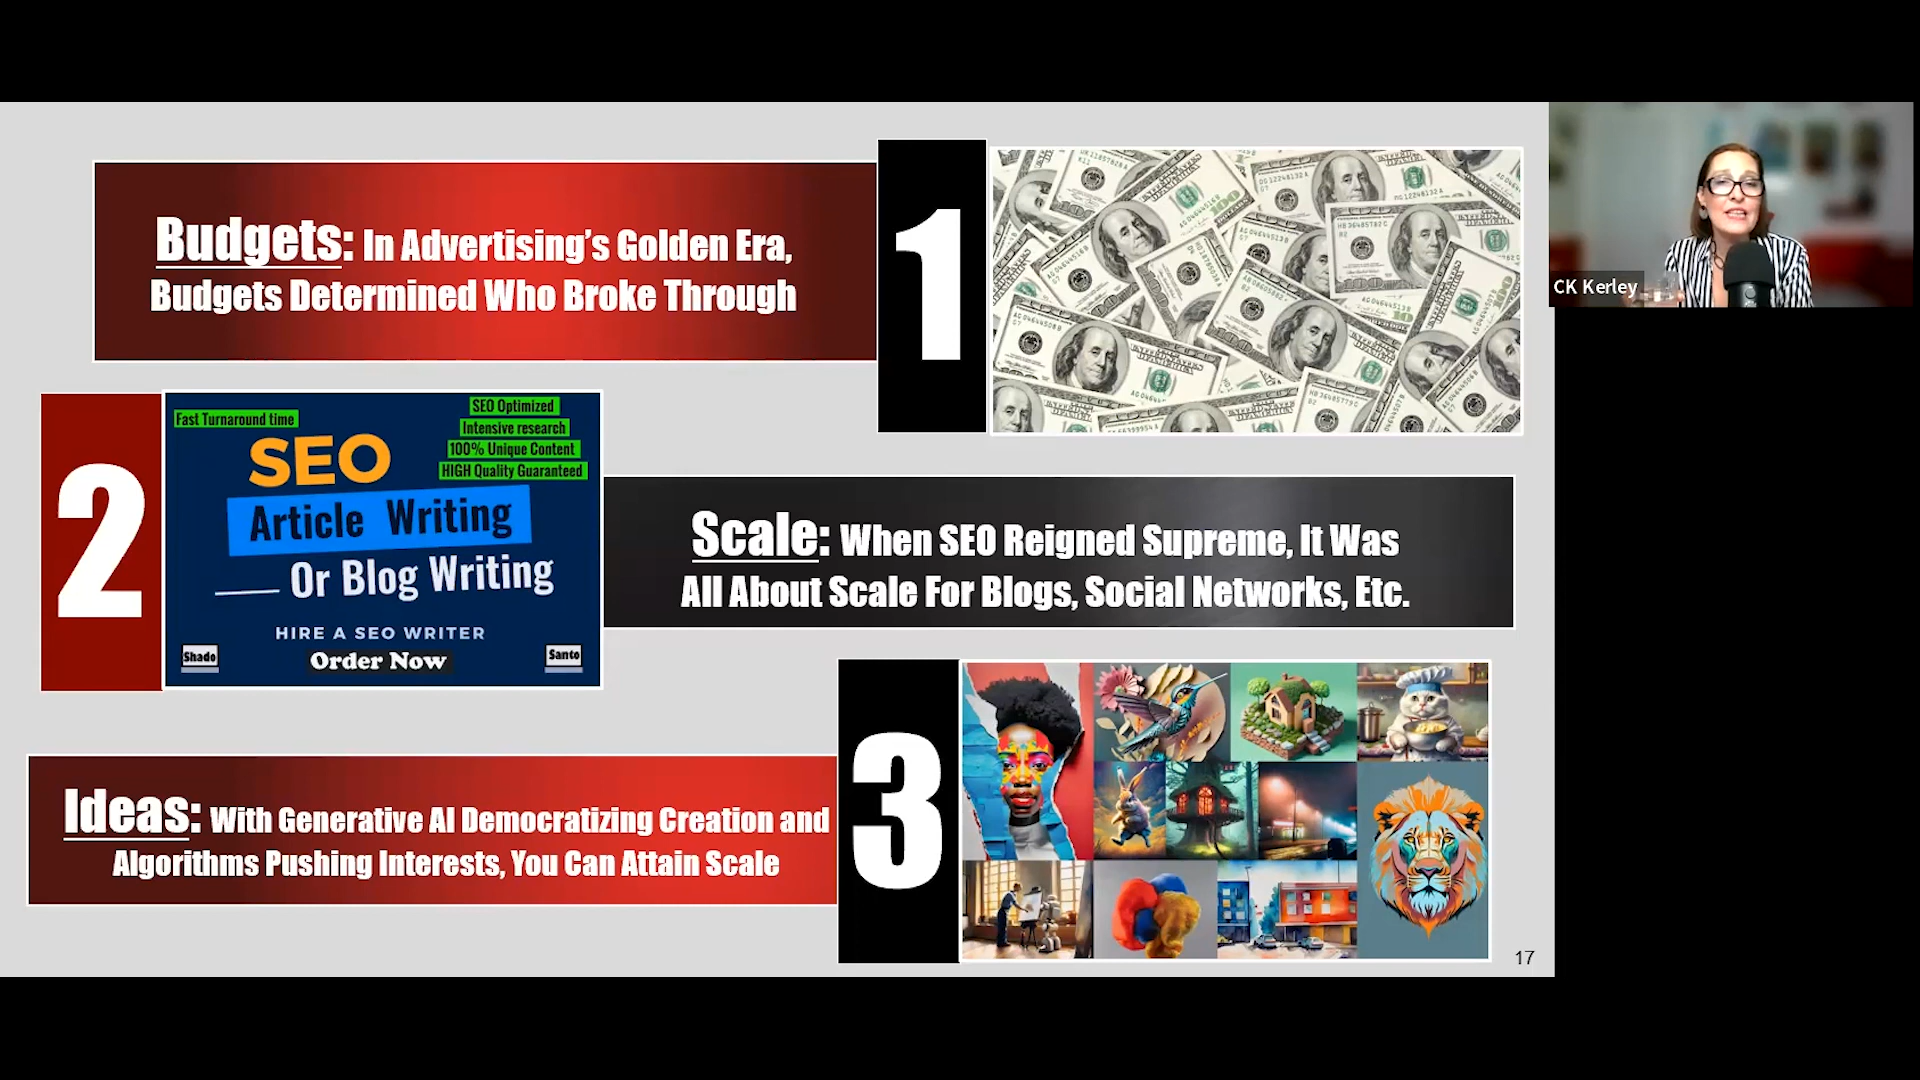 Budgets: In Advertising's Golden Era,
Budgets Determined Who Broke Through
1
2
Fast Turnaround time
SEO Optimized
Intensive research
100% Unique Content
HIGH Quality Guaranteed
SEO
Article Writing
Or Blog Writing
HIRE A SEO WRITER
Order Now
Shado
Santo
Scale: When SEO Reigned Supreme, It Was
All About Scale For Blogs, Social Networks, Etc.
Ideas: With Generative AI Democratizing Creation and
Algorithms Pushing Interests, You Can Attain Scale
3
17
CK Kerley